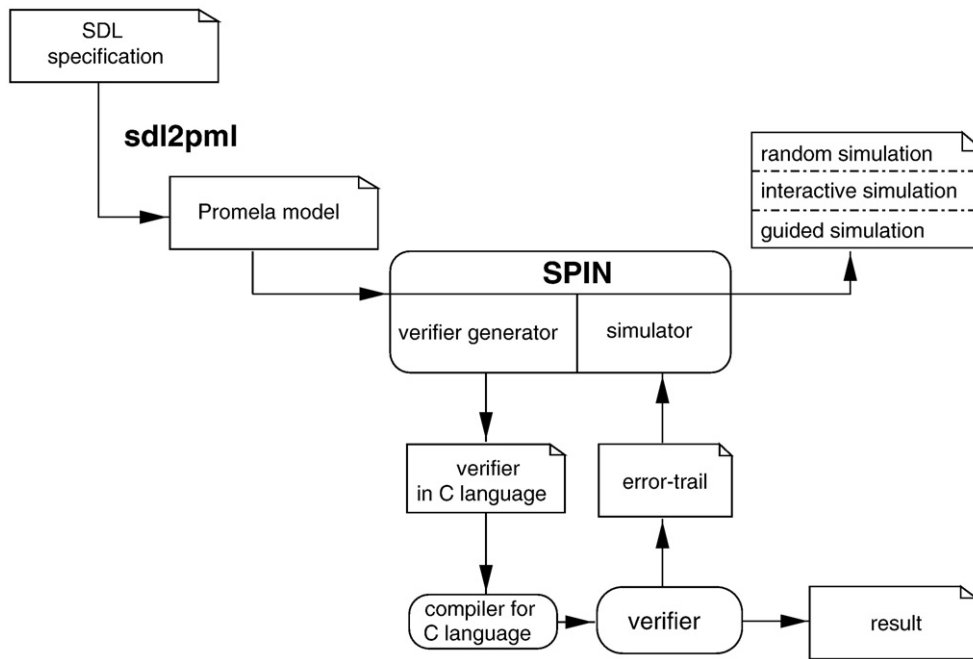 SDL
specification
sdl2pml
Promela model
random simulation
interactive simulation
guided simulation
SPIN
verifier generator
simulator
verifier
in C language
error-trail
compiler for
C language
verifier
result